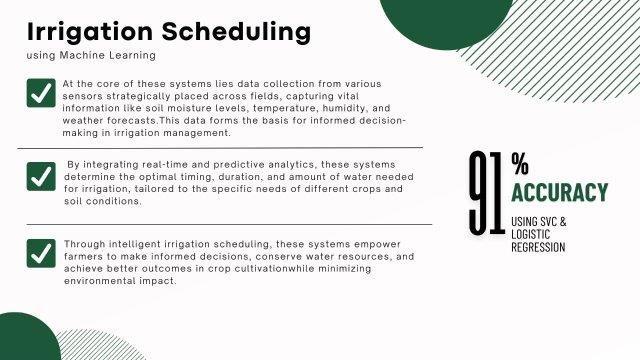 Irrigation Scheduling
using Machine Learning
At the core of these systems lies data collection from various
sensors strategically placed across fields, capturing vital
information like soil moisture levels, temperature, humidity, and
weather forecasts.This data forms the basis for informed decision-
making in irrigation management.
By integrating real-time and predictive analytics, these systems
determine the optimal timing, duration, and amount of water needed
for irrigation, tailored to the specific needs of different crops and
soil conditions.
Through intelligent irrigation scheduling, these systems empower
farmers to make informed decisions, conserve water resources, and
achieve better outcomes in crop cultivationwhile minimizing
environmental impact.
91%
ACCURACY
USING SVC &
LOGISTIC
REGRESSION